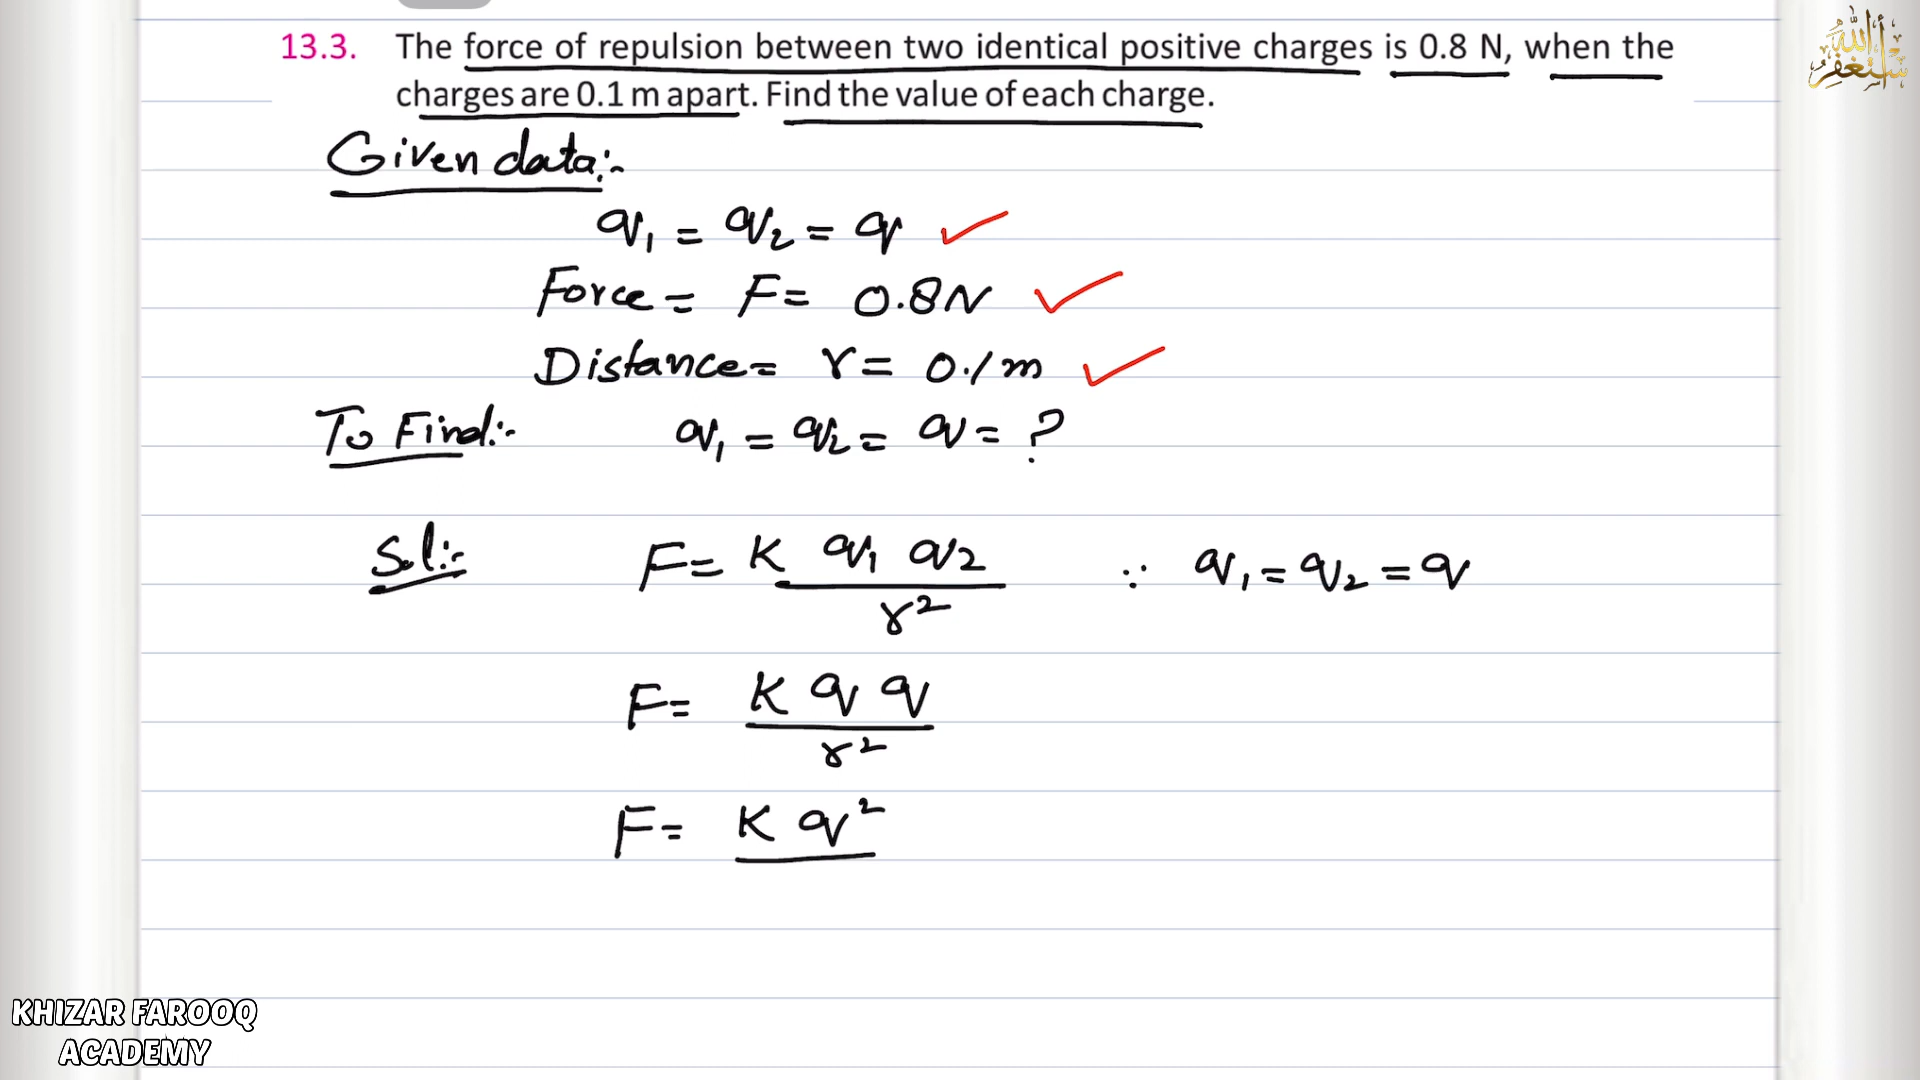 13.3. The force of repulsion between two identical positive charges is 0.8 N, when the
charges are 0.1 m apart. Find the value of each charge.
أستغفر الله
Given data:-
q₁ = q₂ = q ✓
Force = F = 0.8N ✓
Distance = r = 0.1m ✓
To Find:- q₁ = q₂ = q = ?
Sol:- F = K q₁ q₂ / r² ∵ q₁ = q₂ = q
F = K q q / r²
F = K q²
KHIZAR FAROOQ
ACADEMY